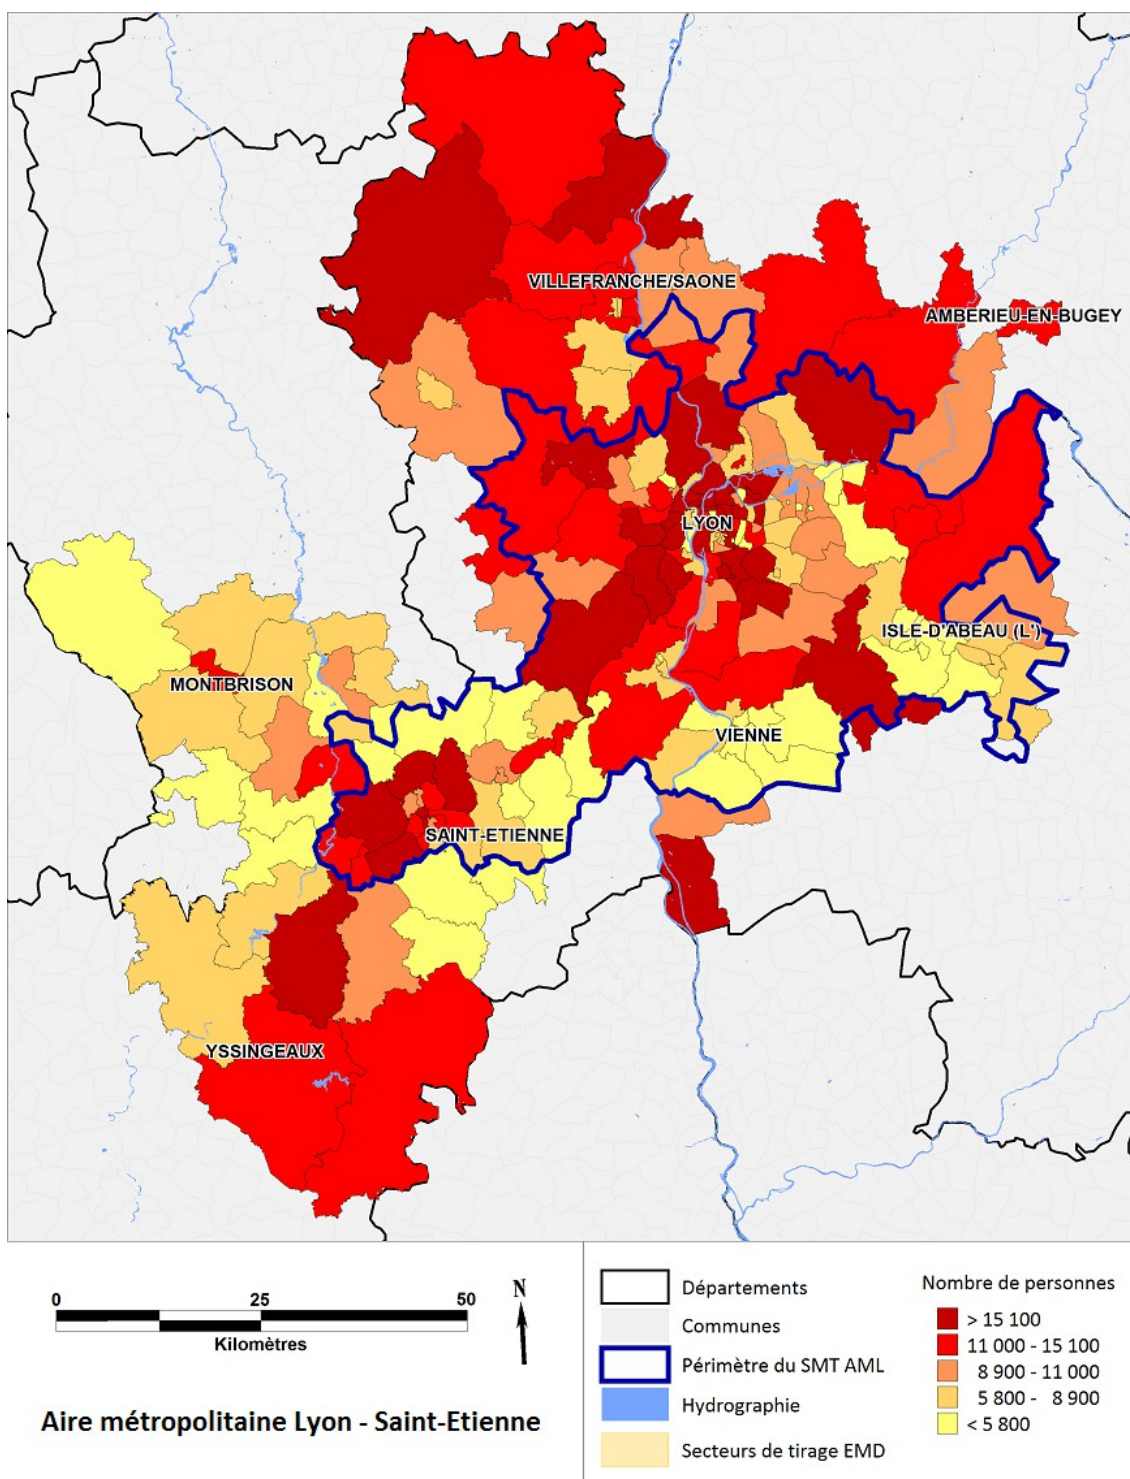 VILLEFRANCHE/SAONE
AMBERIEU-EN-BUGEY
LYON
ISLE-D'ABEAU (L')
MONTBRISON
VIENNE
SAINT-ETIENNE
YSSINGEAUX
0 25 50
Kilomètres
N
Aire métropolitaine Lyon - Saint-Etienne
Départements
Communes
Périmètre du SMT AML
Hydrographie
Secteurs de tirage EMD
Nombre de personnes
> 15 100
11 000 - 15 100
8 900 - 11 000
5 800 - 8 900
< 5 800